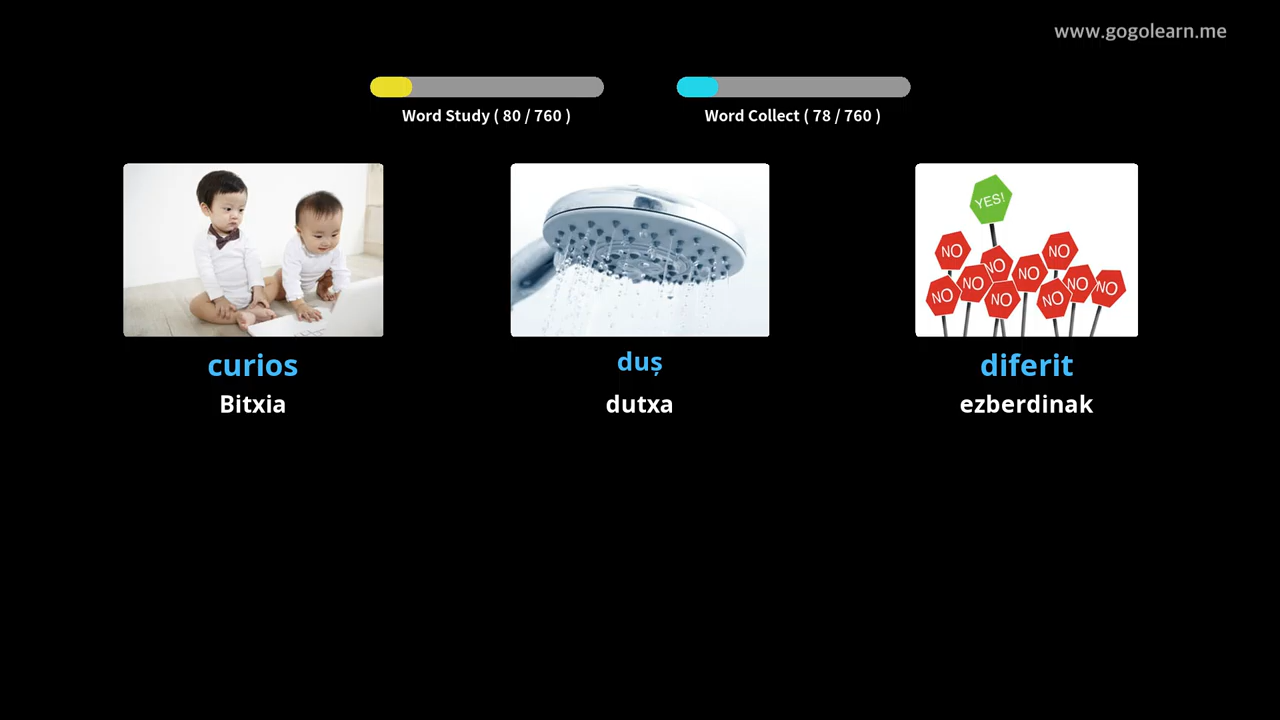 www.gogolearn.me
Word Study ( 80 / 760 )
Word Collect ( 78 / 760 )
YES!
NO
NO
NO
NO
NO
NO
NO
NO
NO
NO
curios
duș
diferit
Bitxia
dutxa
ezberdinak